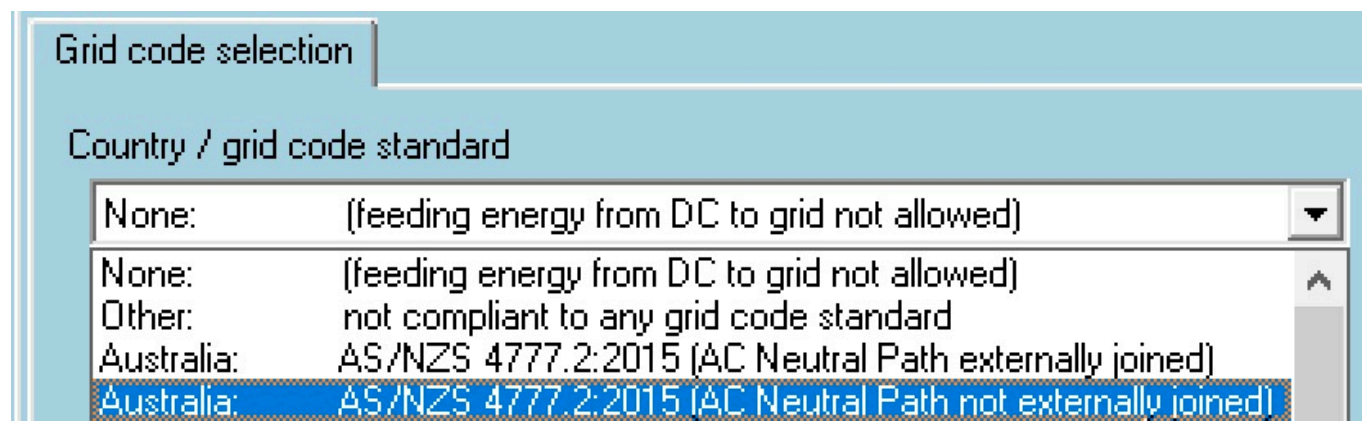 Grid code selection
Country / grid code standard
None: (feeding energy from DC to grid not allowed)
None: (feeding energy from DC to grid not allowed)
Other: not compliant to any grid code standard
Australia: AS/NZS 4777.2:2015 (AC Neutral Path externally joined)
Australia: AS/NZS 4777.2:2015 (AC Neutral Path not externally joined)